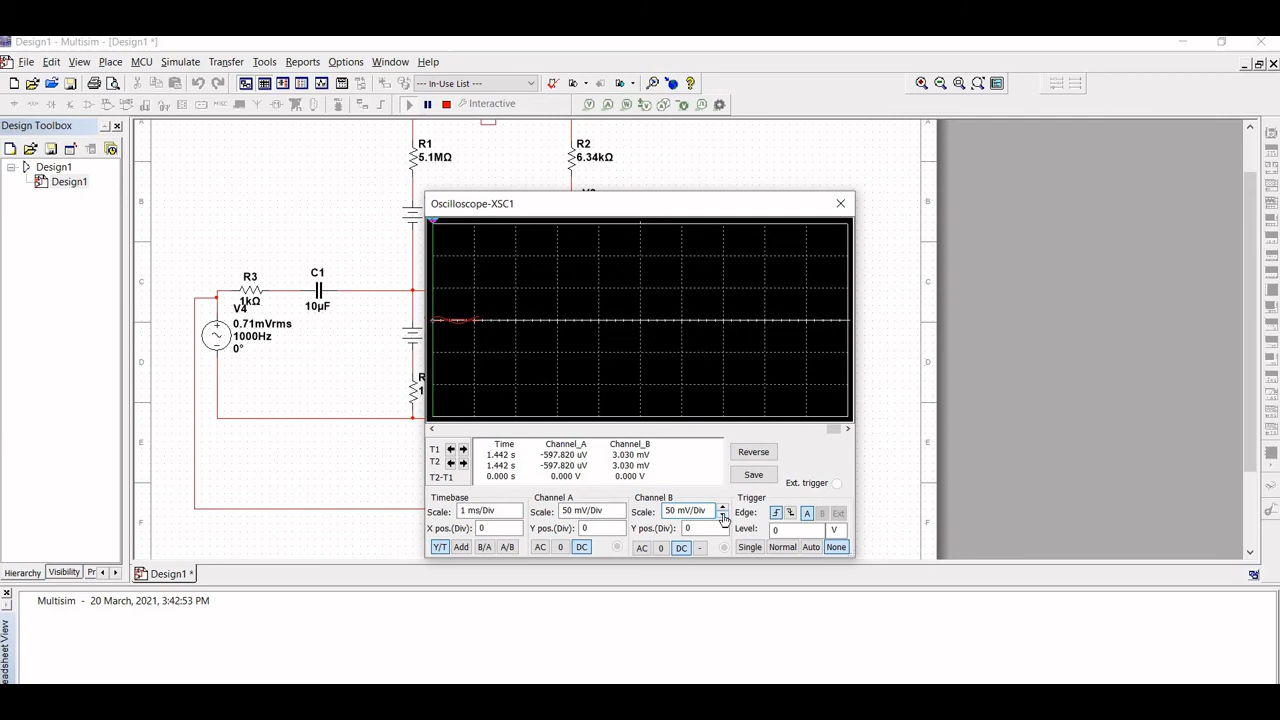 Design1 - Multisim - [Design1 *]
File Edit View Place MCU Simulate Transfer Tools Reports Options Window Help
--- In-Use List ---
Interactive
Design Toolbox
Design1
Design1
A
B
C
D
E
F
A
B
C
D
E
F
R1
5.1MΩ
R2
6.34kΩ
R3
1kΩ
C1
10µF
V4
0.71mVrms
1000Hz
0°
Oscilloscope-XSC1
Time Channel_A Channel_B
T1 1.442 s -597.820 uV 3.030 mV
T2 1.442 s -597.820 uV 3.030 mV
T2-T1 0.000 s 0.000 V 0.000 V
Reverse
Save
Ext. trigger
Timebase
Scale: 1 ms/Div
X pos.(Div): 0
Y/T Add B/A A/B
Channel A
Scale: 50 mV/Div
Y pos.(Div): 0
AC 0 DC
Channel B
Scale: 50 mV/Div
Y pos.(Div): 0
AC 0 DC -
Trigger
Edge: A B Ext
Level: 0 V
Single Normal Auto None
Hierarchy Visibility Pr
Design1 *
Multisim - 20 March, 2021, 3:42:53 PM